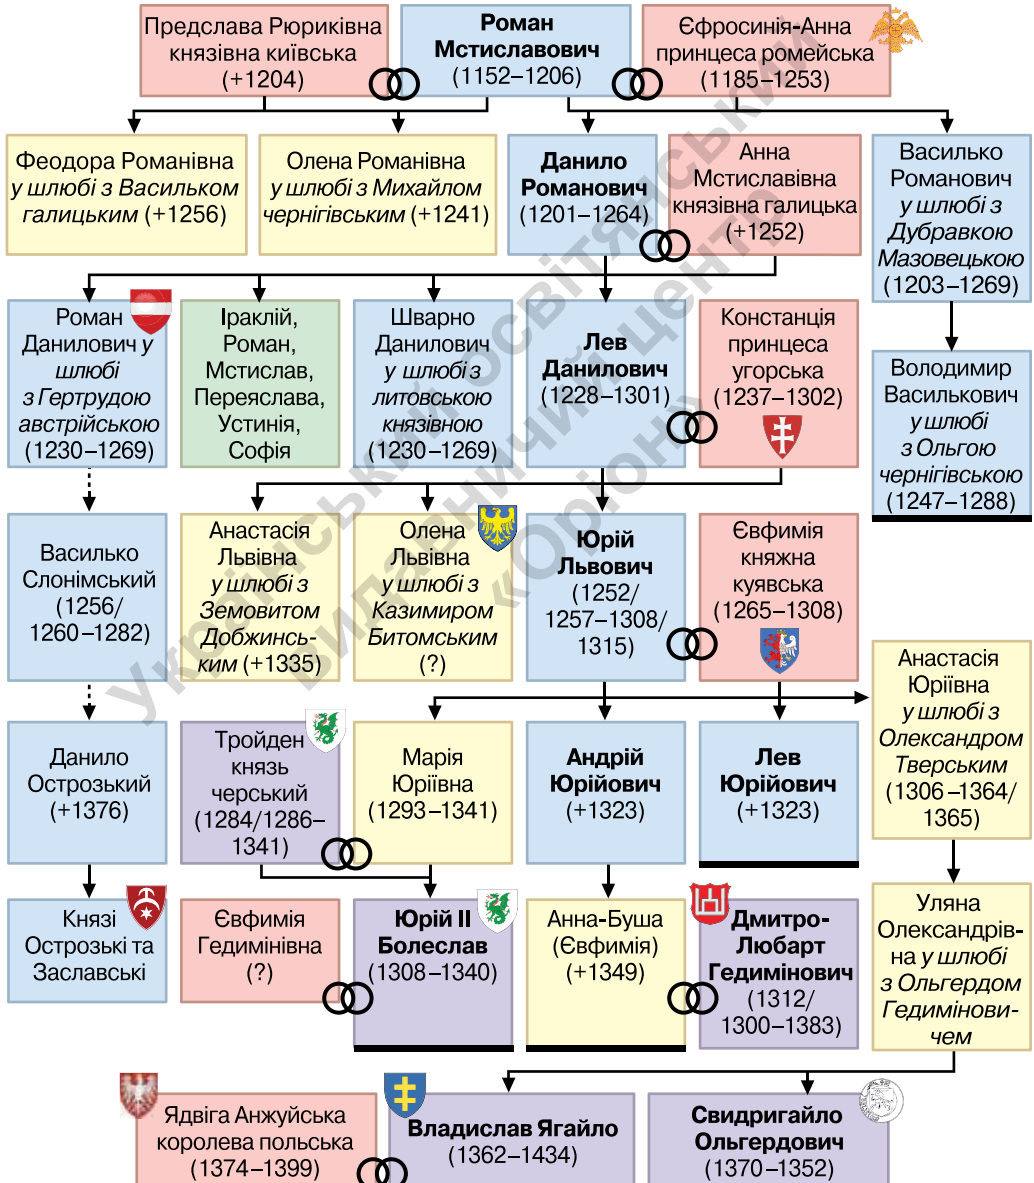 Предслава Рюриківна
князівна київська
(+1204)
Роман
Мстиславович
(1152–1206)
Єфросинія-Анна
принцеса ромейська
(1185–1253)
Феодора Романівна
у шлюбі з Васильком
галицьким (+1256)
Олена Романівна
у шлюбі з Михайлом
чернігівським (+1241)
Данило
Романович
(1201–1264)
Анна
Мстиславівна
князівна галицька
(+1252)
Василько
Романович
у шлюбі з
Дубравкою
Мазовецькою
(1203–1269)
Роман
Данилович у
шлюбі
з Гертрудою
австрійською
(1230–1269)
Іраклій,
Роман,
Мстислав,
Переяслава,
Устинія,
Софія
Шварно
Данилович
у шлюбі з
литовською
князівною
(1230–1269)
Лев
Данилович
(1228–1301)
Констанція
принцеса
угорська
(1237–1302)
Володимир
Василькович
у шлюбі
з Ольгою
чернігівською
(1247–1288)
Василько
Слонімський
(1256/
1260–1282)
Анастасія
Львівна
у шлюбі з
Земовитом
Добжинсь-
ким (+1335)
Олена
Львівна
у шлюбі з
Казимиром
Битомським
(?)
Юрій
Львович
(1252/
1257–1308/
1315)
Євфимія
княжна
куявська
(1265–1308)
Анастасія
Юріївна
у шлюбі з
Олександром
Тверським
(1306–1364/
1365)
Данило
Острозький
(+1376)
Тройден
князь
черський
(1284/1286–
1341)
Марія
Юріївна
(1293–1341)
Андрій
Юрійович
(+1323)
Лев
Юрійович
(+1323)
Князі
Острозькі та
Заславські
Євфимія
Гедимінівна
(?)
Юрій ІІ
Болеслав
(1308–1340)
Анна-Буша
(Євфимія)
+1349)
Дмитро-
Любарт
Гедимінович
(1312/
1300–1383)
Уляна
Олександрів-
на у шлюбі
з Ольгердом
Гедимінови-
чем
Ядвіга Анжуйська
королева польська
(1374–1399)
Владислав Ягайло
(1362–1434)
Свидригайло
Ольгердович
(1370–1352)
Український освітянський
видавничий центр
«Оріон»